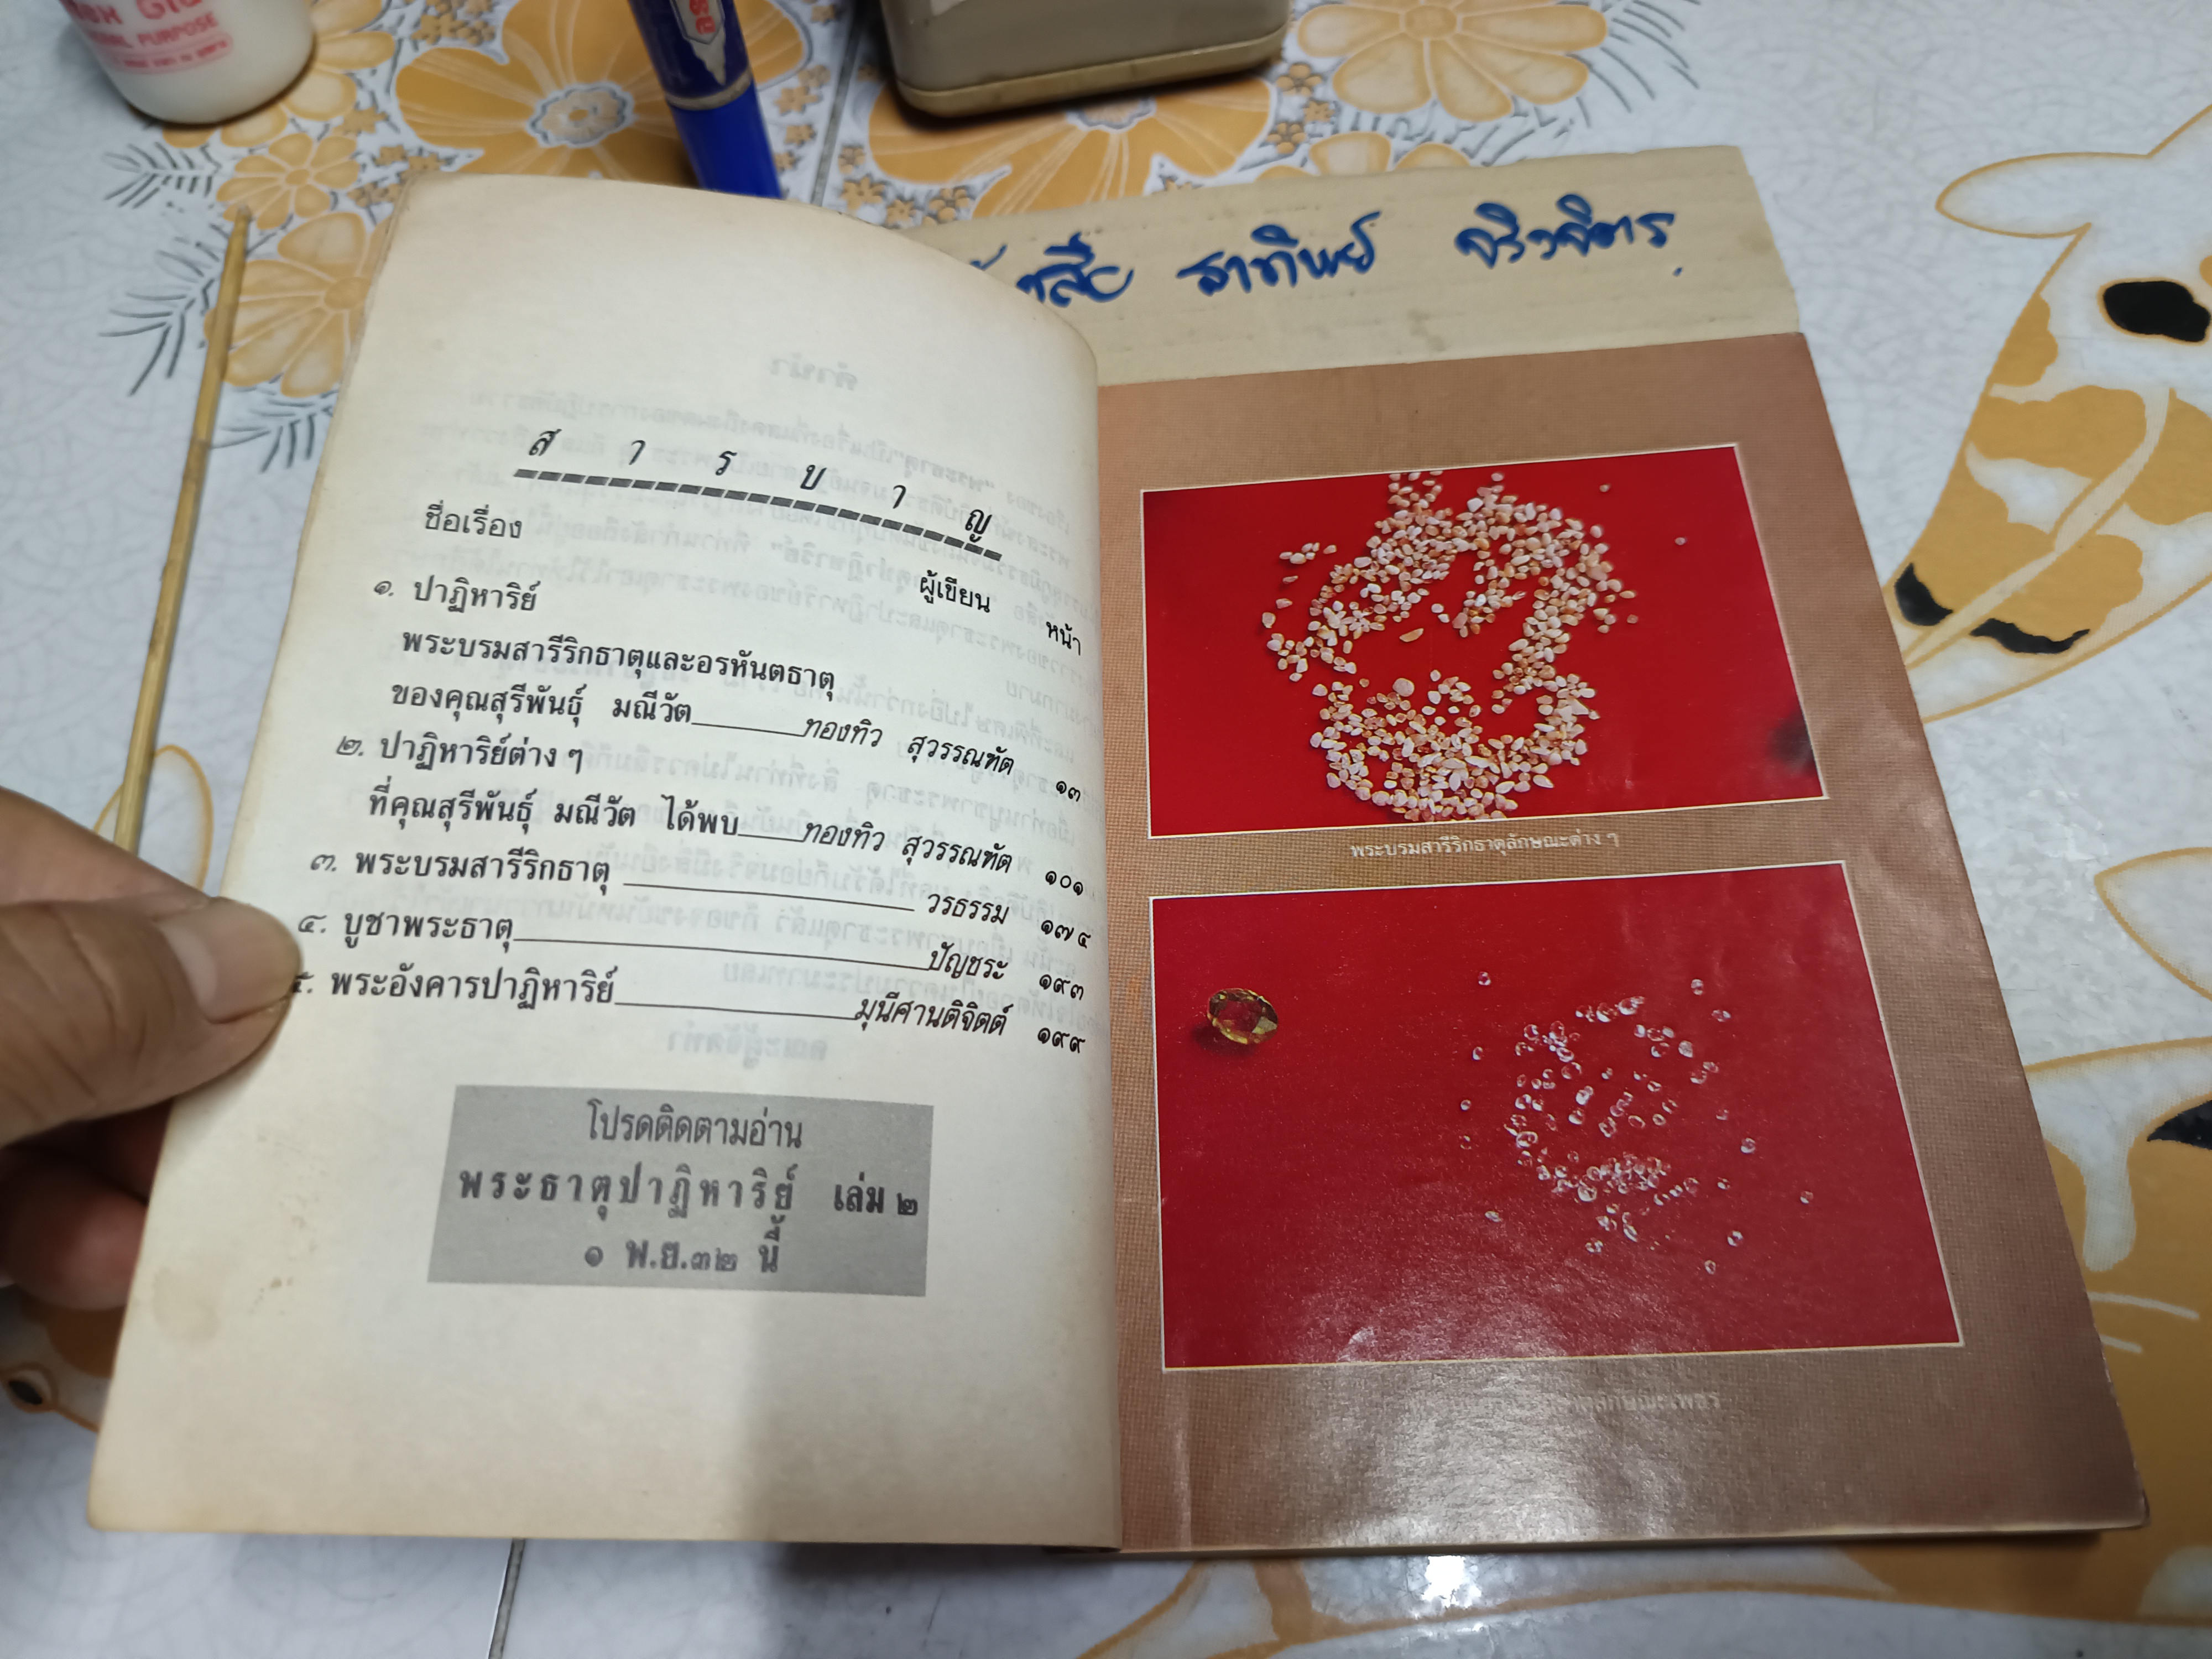 PURPOSE
ธาทิพย์ จริงจิตร
สารบาญ
ชื่อเรื่อง ผู้เขียน หน้า
๑. ปาฏิหาริย์
พระบรมสารีริกธาตุและอรหันตธาตุ
ของคุณสุรีพันธุ์ มณีวัต ทองทิว สุวรรณฑัต ๑๓
๒. ปาฏิหาริย์ต่าง ๆ
ที่คุณสุรีพันธุ์ มณีวัต ได้พบ ทองทิว สุวรรณฑัต ๑๐๑
๓. พระบรมสารีริกธาตุ วรธรรม ๑๗๔
๔. บูชาพระธาตุ ปัญชระ ๑๙๓
๕. พระอังคารปาฏิหาริย์ มุนีศานติจิตต์ ๑๙๙
โปรดติดตามอ่าน
พระธาตุปาฏิหาริย์ เล่ม ๒
๑ พ.ย.๓๒ นี้
พระบรมสารีริกธาตุลักษณะต่าง ๆ